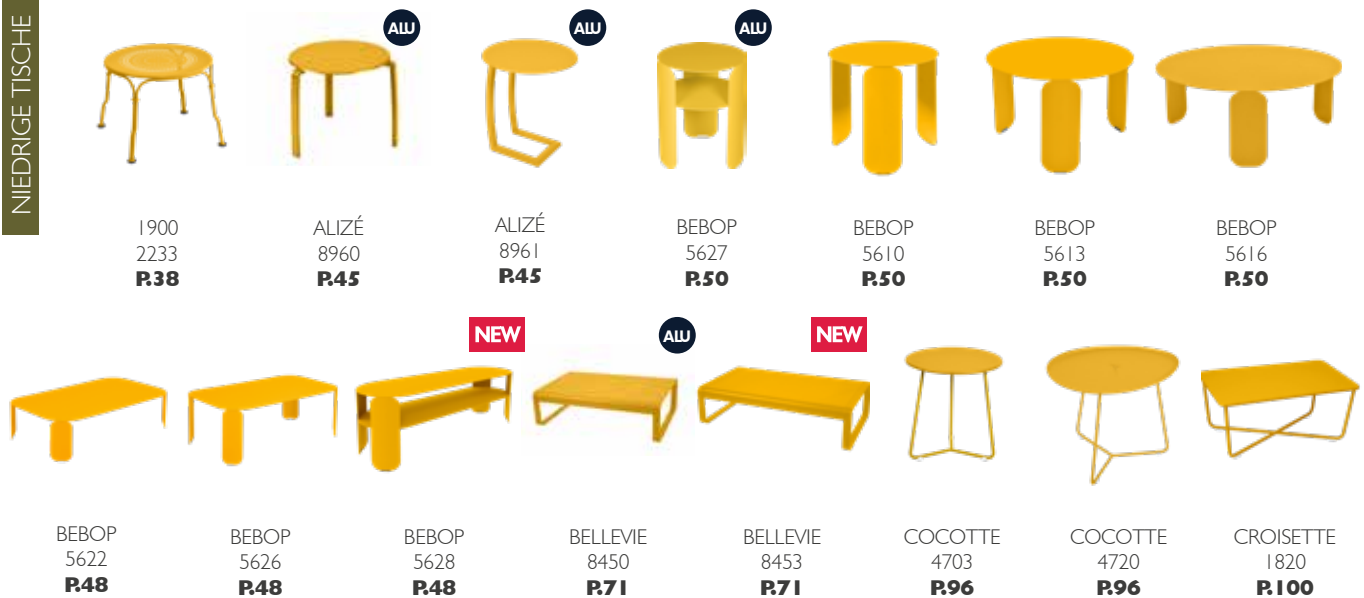 NIEDRIGE TISCHE
ALU
ALU
ALU
1900
2233
P.38
ALIZÉ
8960
P.45
ALIZÉ
8961
P.45
BEBOP
5627
P.50
BEBOP
5610
P.50
BEBOP
5613
P.50
BEBOP
5616
P.50
NEW
ALU
NEW
BEBOP
5622
P.48
BEBOP
5626
P.48
BEBOP
5628
P.48
BELLEVIE
8450
P.71
BELLEVIE
8453
P.71
COCOTTE
4703
P.96
COCOTTE
4720
P.96
CROISETTE
1820
P.100